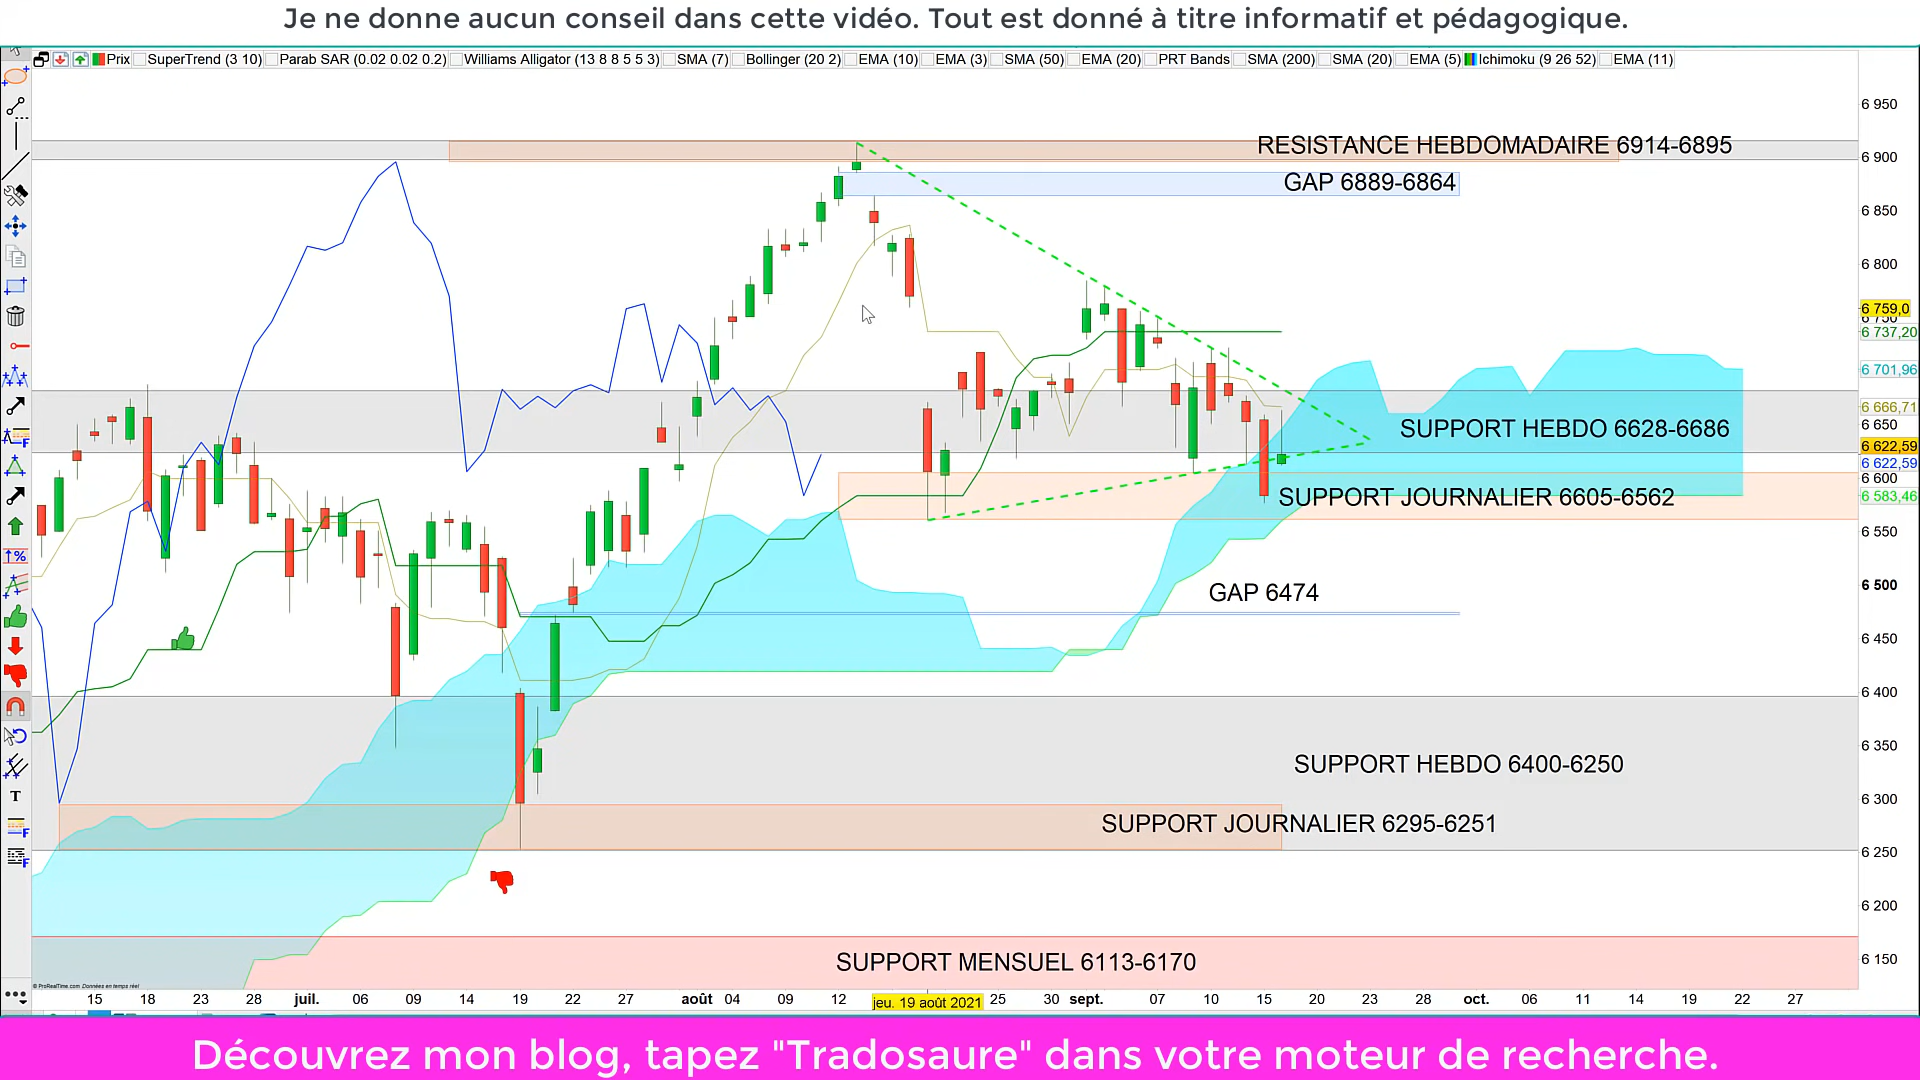 Je ne donne aucun conseil dans cette vidéo. Tout est donné à titre informatif et pédagogique.
Prix SuperTrend (3 10) Parab SAR (0.02 0.02 0.2) Williams Alligator (13 8 8 5 5 3) SMA (7) Bollinger (20 2) EMA (10) EMA (3) SMA (50) EMA (20) PRT Bands SMA (200) SMA (20) EMA (5) Ichimoku (9 26 52) EMA (11)
6 950
RESISTANCE HEBDOMADAIRE 6914-6895
6 900
GAP 6889-6864
6 850
6 800
6 759,0
6 750
6 737,20
6 701,96
6 666,71
SUPPORT HEBDO 6628-6686
6 650
6 622,59
6 622,59
6 600
SUPPORT JOURNALIER 6605-6562
6 583,46
6 550
GAP 6474
6 500
6 450
6 400
6 350
SUPPORT HEBDO 6400-6250
6 300
SUPPORT JOURNALIER 6295-6251
6 250
6 200
SUPPORT MENSUEL 6113-6170
6 150
T
© ProRealTime.com Données en temps réel
15 18 23 28 juil. 06 09 14 19 22 27 août 04 09 12 jeu. 19 août 2021 25 30 sept. 07 10 15 20 23 28 oct. 06 11 14 19 22 27
Découvrez mon blog, tapez "Tradosaure" dans votre moteur de recherche.